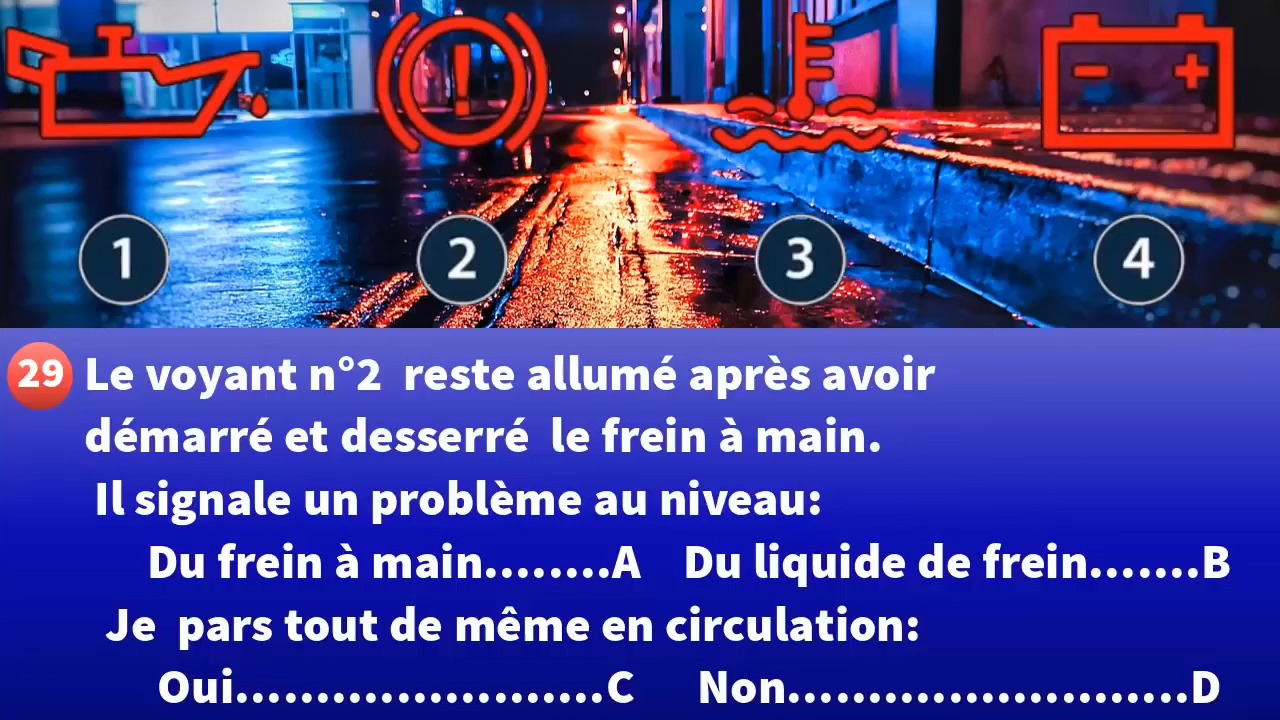 1 2 3 4
29 Le voyant n°2 reste allumé après avoir
démarré et desserré le frein à main.
Il signale un problème au niveau:
Du frein à main........A Du liquide de frein.......B
Je pars tout de même en circulation:
Oui.......................C Non.........................D